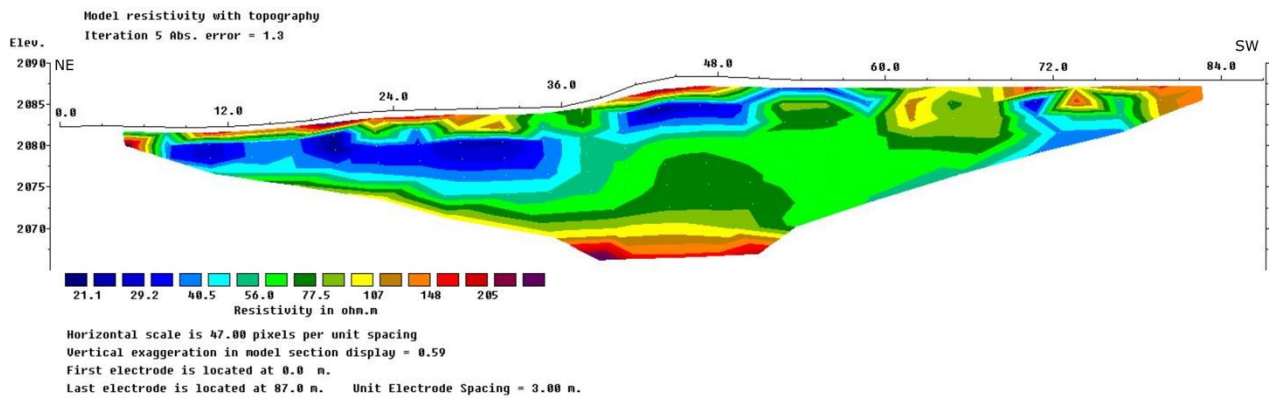 Model resistivity with topography
Iteration 5 Abs. error = 1.3
Elev.
NE
SW
2090
2085
2080
2075
2070
0.0 12.0 24.0 36.0 48.0 60.0 72.0 84.0
21.1 29.2 40.5 56.0 77.5 107 148 205
Resistivity in ohm.m
Horizontal scale is 47.00 pixels per unit spacing
Vertical exaggeration in model section display = 0.59
First electrode is located at 0.0 m.
Last electrode is located at 87.0 m. Unit Electrode Spacing = 3.00 m.